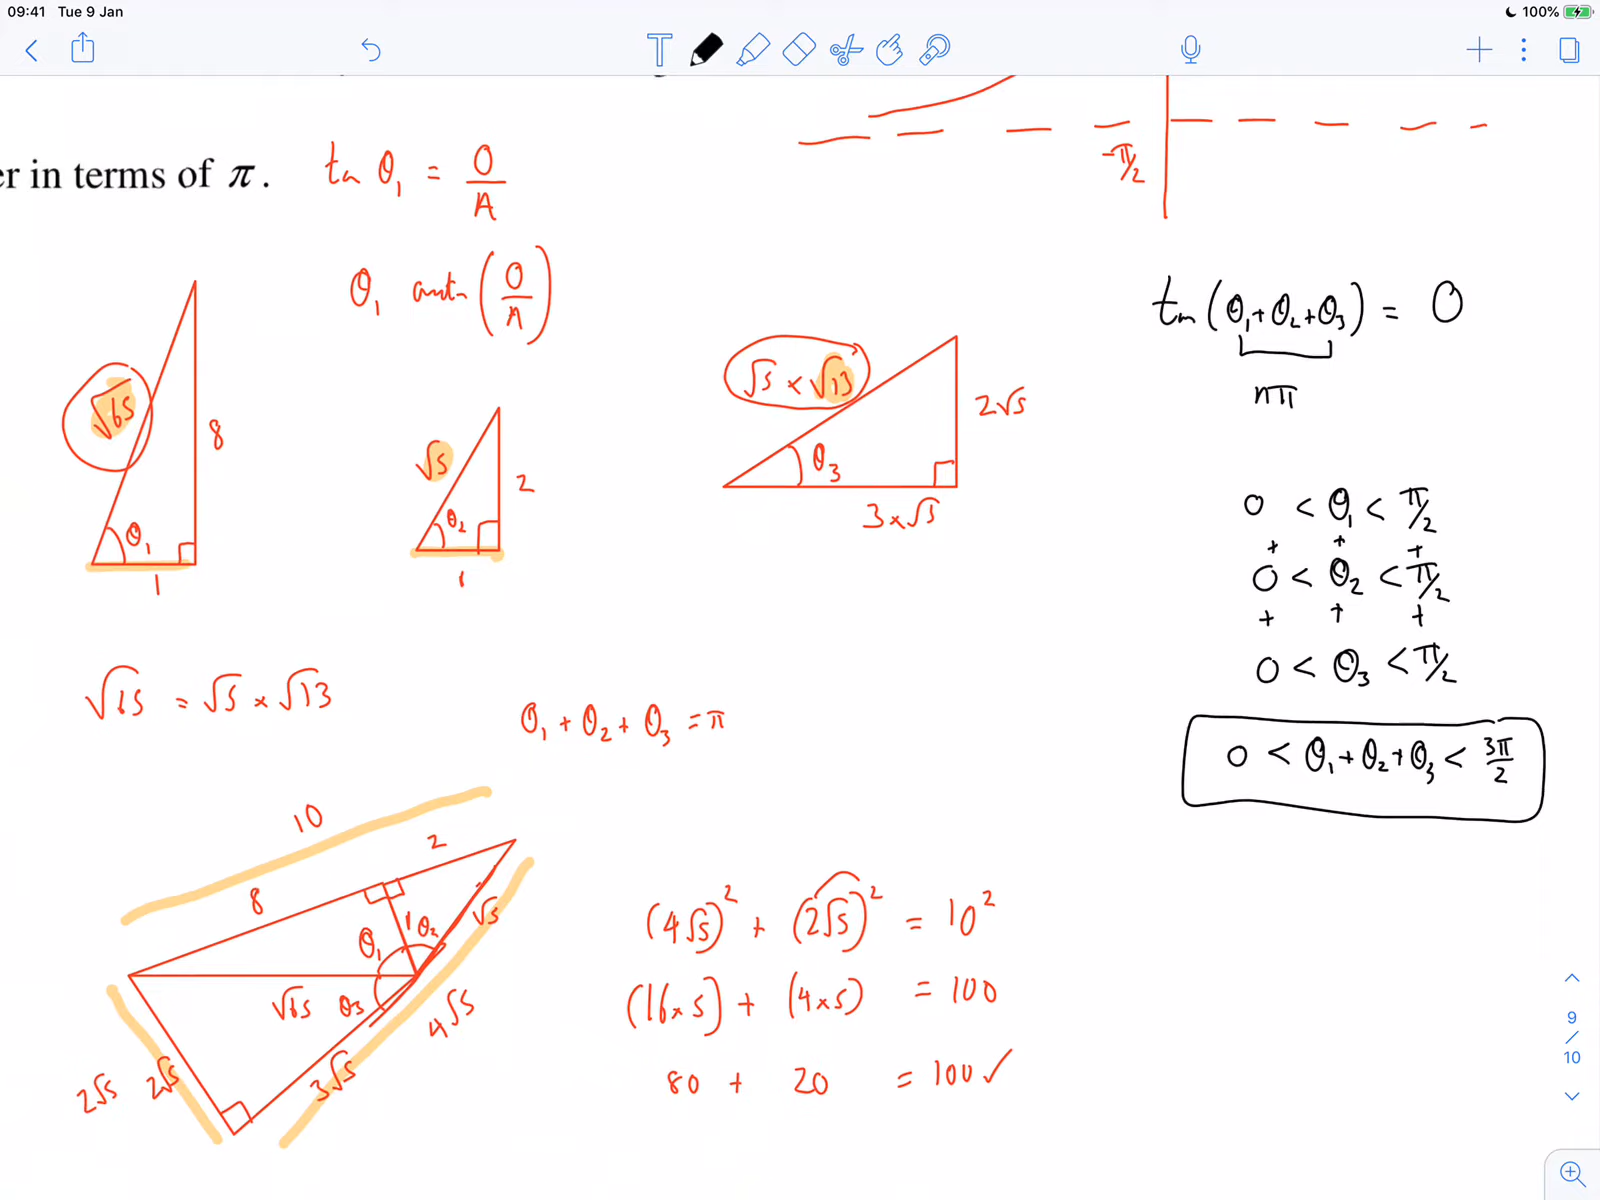 09:41 Tue 9 Jan
100%
T
-π/2
er in terms of π.
tan θ₁ = O/A
θ₁ arctan (O/A)
√65
8
θ₁
1
√5
2
θ₂
1
√5 × √13
2√5
θ₃
3×√5
tan(θ₁+θ₂+θ₃) = 0
nπ
0 < θ₁ < π/2
+ + +
0 < θ₂ < π/2
+ + +
0 < θ₃ < π/2
0 < θ₁+θ₂+θ₃ < 3π/2
√65 = √5 × √13
θ₁ + θ₂ + θ₃ = π
10
2
8
1
θ₁
θ₂
√5
√65
θ₃
4√5
3√5
2√5
2√5
(4√5)² + (2√5)² = 10²
(16×5) + (4×5) = 100
80 + 20 = 100 ✓
9
/
10